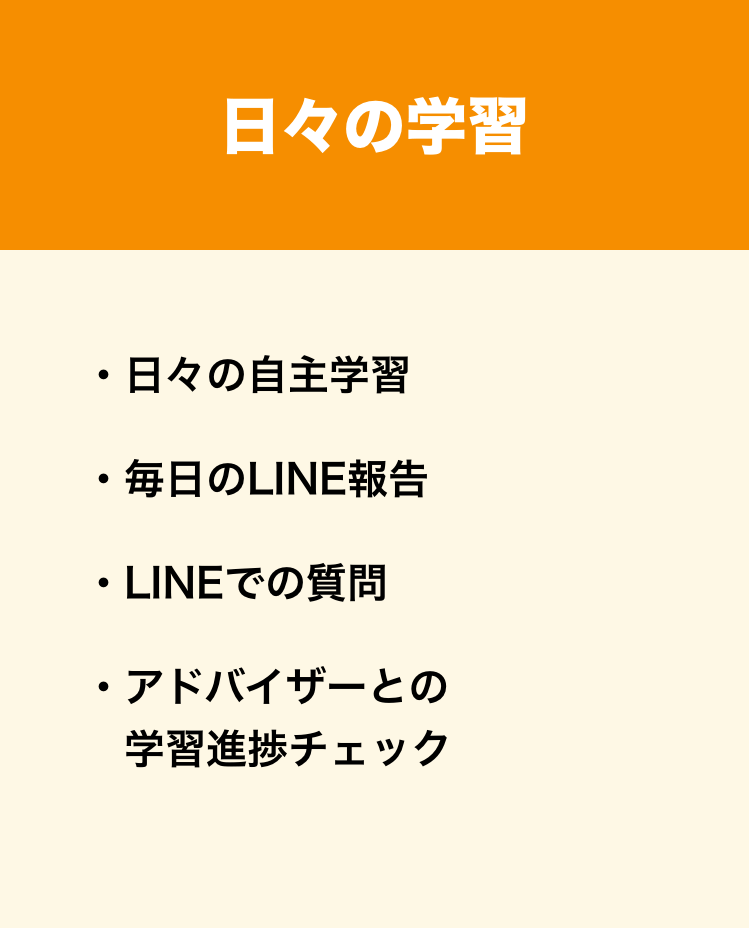 日々の学習
・日々の自主学習
・毎日のLINE報告
・LINEでの質問
・アドバイザーとの
学習進捗チェック